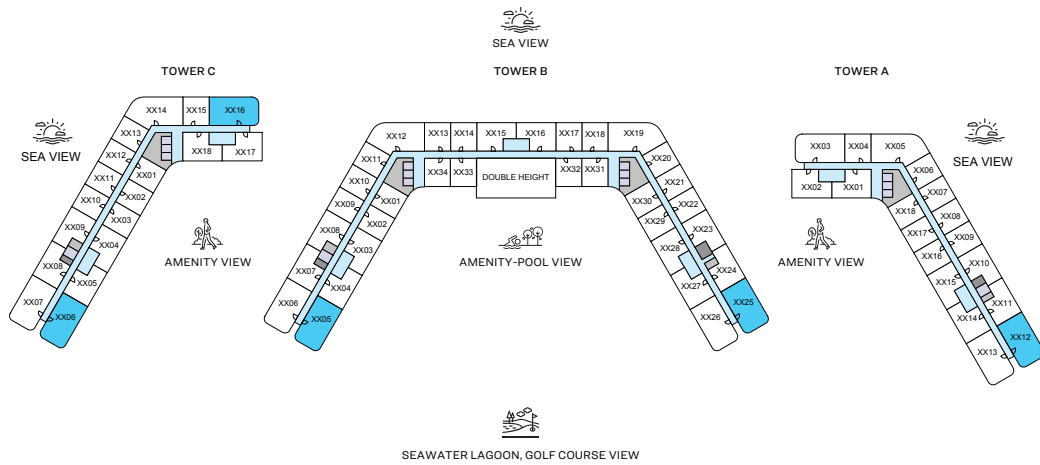 SEA VIEW
TOWER C
TOWER B
TOWER A
XX14
XX15
XX16
XX13
XX12
XX11
XX10
XX09
XX08
XX07
XX18
XX17
XX01
XX02
XX03
XX04
XX05
XX06
SEA VIEW
AMENITY VIEW
XX12
XX13
XX14
XX15
XX16
XX17
XX18
XX19
XX11
XX10
XX09
XX08
XX07
XX06
XX34
XX33
DOUBLE HEIGHT
XX32
XX31
XX01
XX02
XX03
XX04
XX05
XX20
XX21
XX22
XX23
XX24
XX25
XX30
XX29
XX28
XX27
XX26
AMENITY-POOL VIEW
XX03
XX04
XX05
XX02
XX01
XX06
XX07
XX08
XX09
XX10
XX11
XX12
XX18
XX17
XX16
XX15
XX14
XX13
SEA VIEW
AMENITY VIEW
SEAWATER LAGOON, GOLF COURSE VIEW